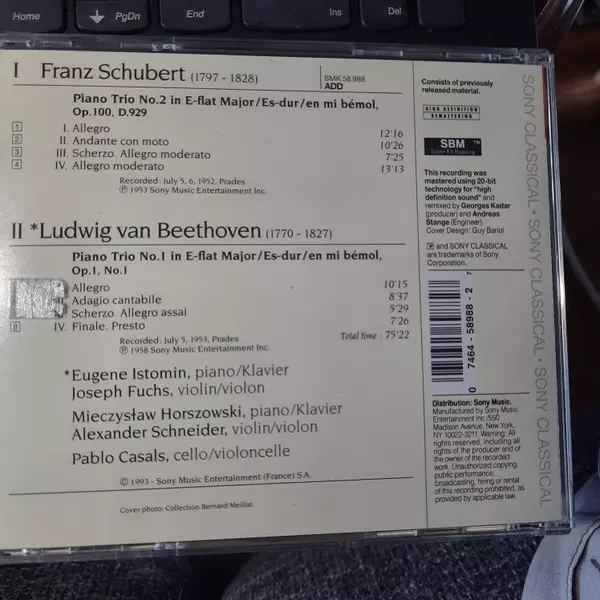 Home
PgDn
End
Ins
Del
I Franz Schubert (1797 - 1828)
SMK 58 988
ADD
Piano Trio No.2 in E-flat Major/Es-dur/en mi bémol,
Op.100, D.929
1 I. Allegro 12'16
2 II. Andante con moto 10'26
3 III. Scherzo. Allegro moderato 7'25
4 IV. Allegro moderato 13'13
Recorded: July 5, 6, 1952, Prades
Ⓟ 1953 Sony Music Entertainment Inc.
II *Ludwig van Beethoven (1770 - 1827)
Piano Trio No.1 in E-flat Major/Es-dur/en mi bémol,
Op.1, No.1
Allegro 10'15
Adagio cantabile 8'37
Scherzo. Allegro assai 5'29
8 IV. Finale. Presto 7'26
Recorded: July 5, 1953, Prades
Total time : 75'22
Ⓟ 1958 Sony Music Entertainment Inc.
*Eugene Istomin, piano/Klavier
Joseph Fuchs, violin/violon
Mieczysław Horszowski, piano/Klavier
Alexander Schneider, violin/violon
Pablo Casals, cello/violoncelle
© 1993 - Sony Music Entertainment (France) S.A.
Cover photo: Collection Bernard Meillat.
Consists of previously
released material.
HIGH DEFINITION
REMASTERING
SBM ™
Super Bit Mapping
This recording was
mastered using 20-bit
technology for "high
definition sound" and
remixed by Georges Kadar
(producer) and Andreas
Stange (Engineer).
Cover Design : Guy Bariol
Ⓟ and SONY CLASSICAL
are trademarks of Sony
Corporation.
0 7464-58988-2 7
Distribution: Sony Music.
Manufactured by Sony Music
Entertainment Inc./550
Madison Avenue, New York,
NY 10022-3211. Warning: All
rights reserved, including all
rights of the producer and of
the owner of the recorded
work. Unauthorized copying,
public performance,
broadcasting, hiring or rental
of this recording prohibited, as
provided by applicable law.
SONY CLASSICAL • SONY CLASSICAL • SONY CLASSICAL